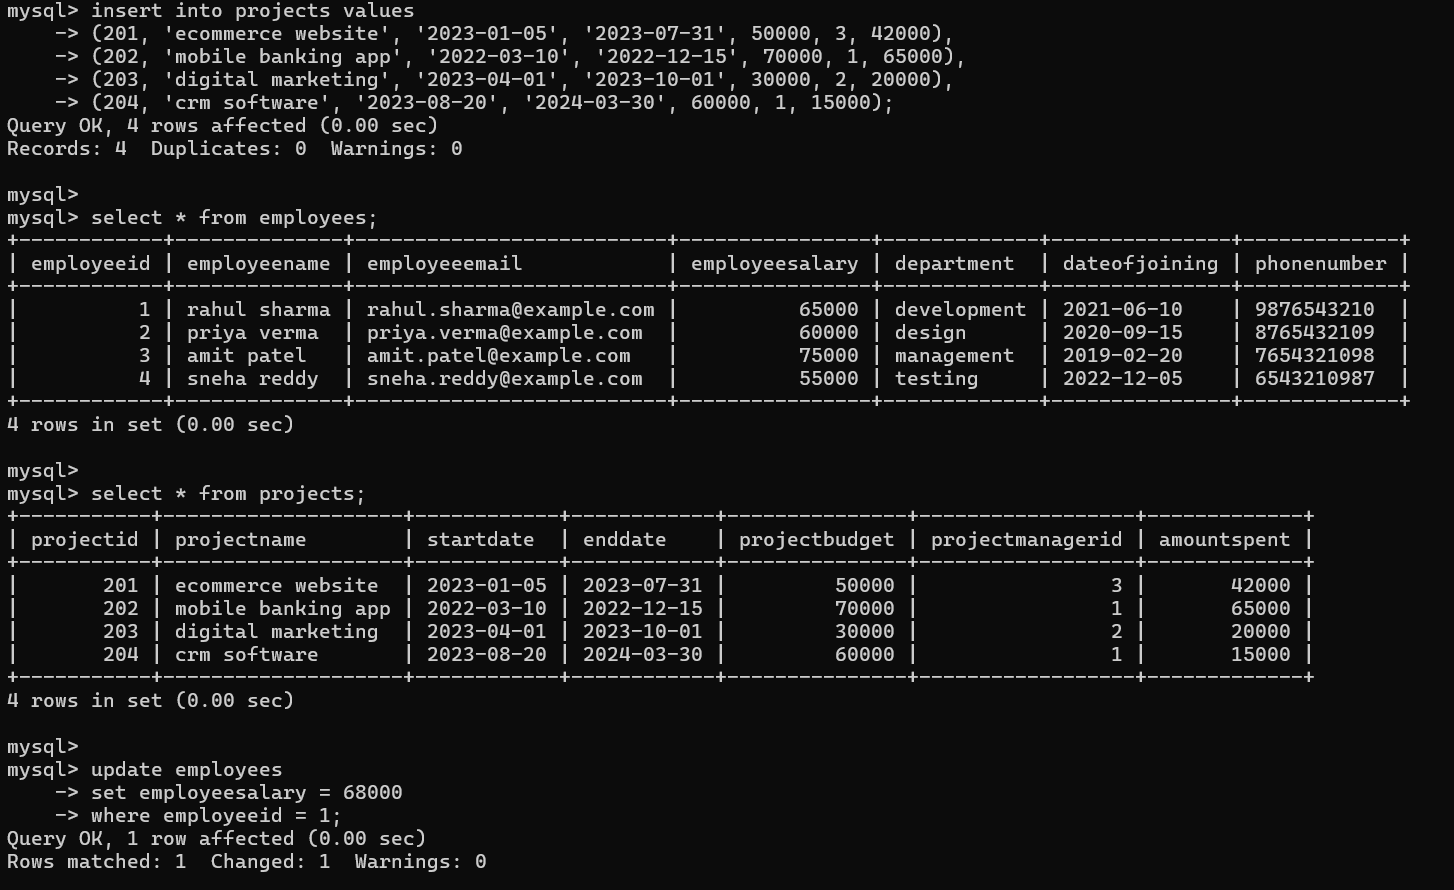 mysql> insert into projects values
    -> (201, 'ecommerce website', '2023-01-05', '2023-07-31', 50000, 3, 42000),
    -> (202, 'mobile banking app', '2022-03-10', '2022-12-15', 70000, 1, 65000),
    -> (203, 'digital marketing', '2023-04-01', '2023-10-01', 30000, 2, 20000),
    -> (204, 'crm software', '2023-08-20', '2024-03-30', 60000, 1, 15000);
Query OK, 4 rows affected (0.00 sec)
Records: 4  Duplicates: 0  Warnings: 0

mysql>
mysql> select * from employees;
+------------+--------------+--------------------------+----------------+-------------+---------------+-------------+
| employeeid | employeename | employeeemail            | employeesalary | department  | dateofjoining | phonenumber |
+------------+--------------+--------------------------+----------------+-------------+---------------+-------------+
|          1 | rahul sharma | rahul.sharma@example.com |          65000 | development | 2021-06-10    | 9876543210  |
|          2 | priya verma  | priya.verma@example.com  |          60000 | design      | 2020-09-15    | 8765432109  |
|          3 | amit patel   | amit.patel@example.com   |          75000 | management  | 2019-02-20    | 7654321098  |
|          4 | sneha reddy  | sneha.reddy@example.com  |          55000 | testing     | 2022-12-05    | 6543210987  |
+------------+--------------+--------------------------+----------------+-------------+---------------+-------------+
4 rows in set (0.00 sec)

mysql>
mysql> select * from projects;
+-----------+--------------------+------------+------------+---------------+------------------+-------------+
| projectid | projectname        | startdate  | enddate    | projectbudget | projectmanagerid | amountspent |
+-----------+--------------------+------------+------------+---------------+------------------+-------------+
|       201 | ecommerce website  | 2023-01-05 | 2023-07-31 |         50000 |                3 |       42000 |
|       202 | mobile banking app | 2022-03-10 | 2022-12-15 |         70000 |                1 |       65000 |
|       203 | digital marketing  | 2023-04-01 | 2023-10-01 |         30000 |                2 |       20000 |
|       204 | crm software       | 2023-08-20 | 2024-03-30 |         60000 |                1 |       15000 |
+-----------+--------------------+------------+------------+---------------+------------------+-------------+
4 rows in set (0.00 sec)

mysql>
mysql> update employees
    -> set employeesalary = 68000
    -> where employeeid = 1;
Query OK, 1 row affected (0.00 sec)
Rows matched: 1  Changed: 1  Warnings: 0